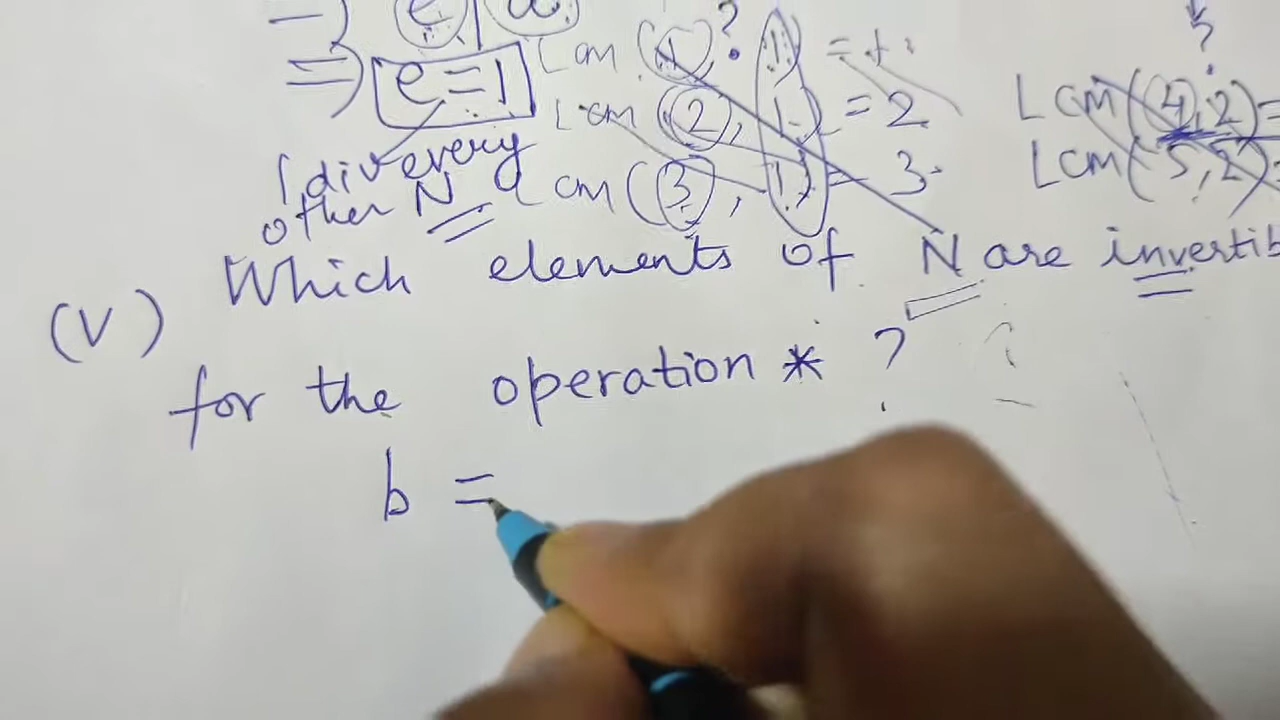 =) e | a
=) e = 1 Lcm (1, 1) = 1.
Lcm (2, 1) = 2
Lcm (3, 1) = 3.
Lcm (4, 2) =
Lcm (5, 2) =
1 div every
other N
(V) Which elements of N are invertib
for the operation * ?
b =